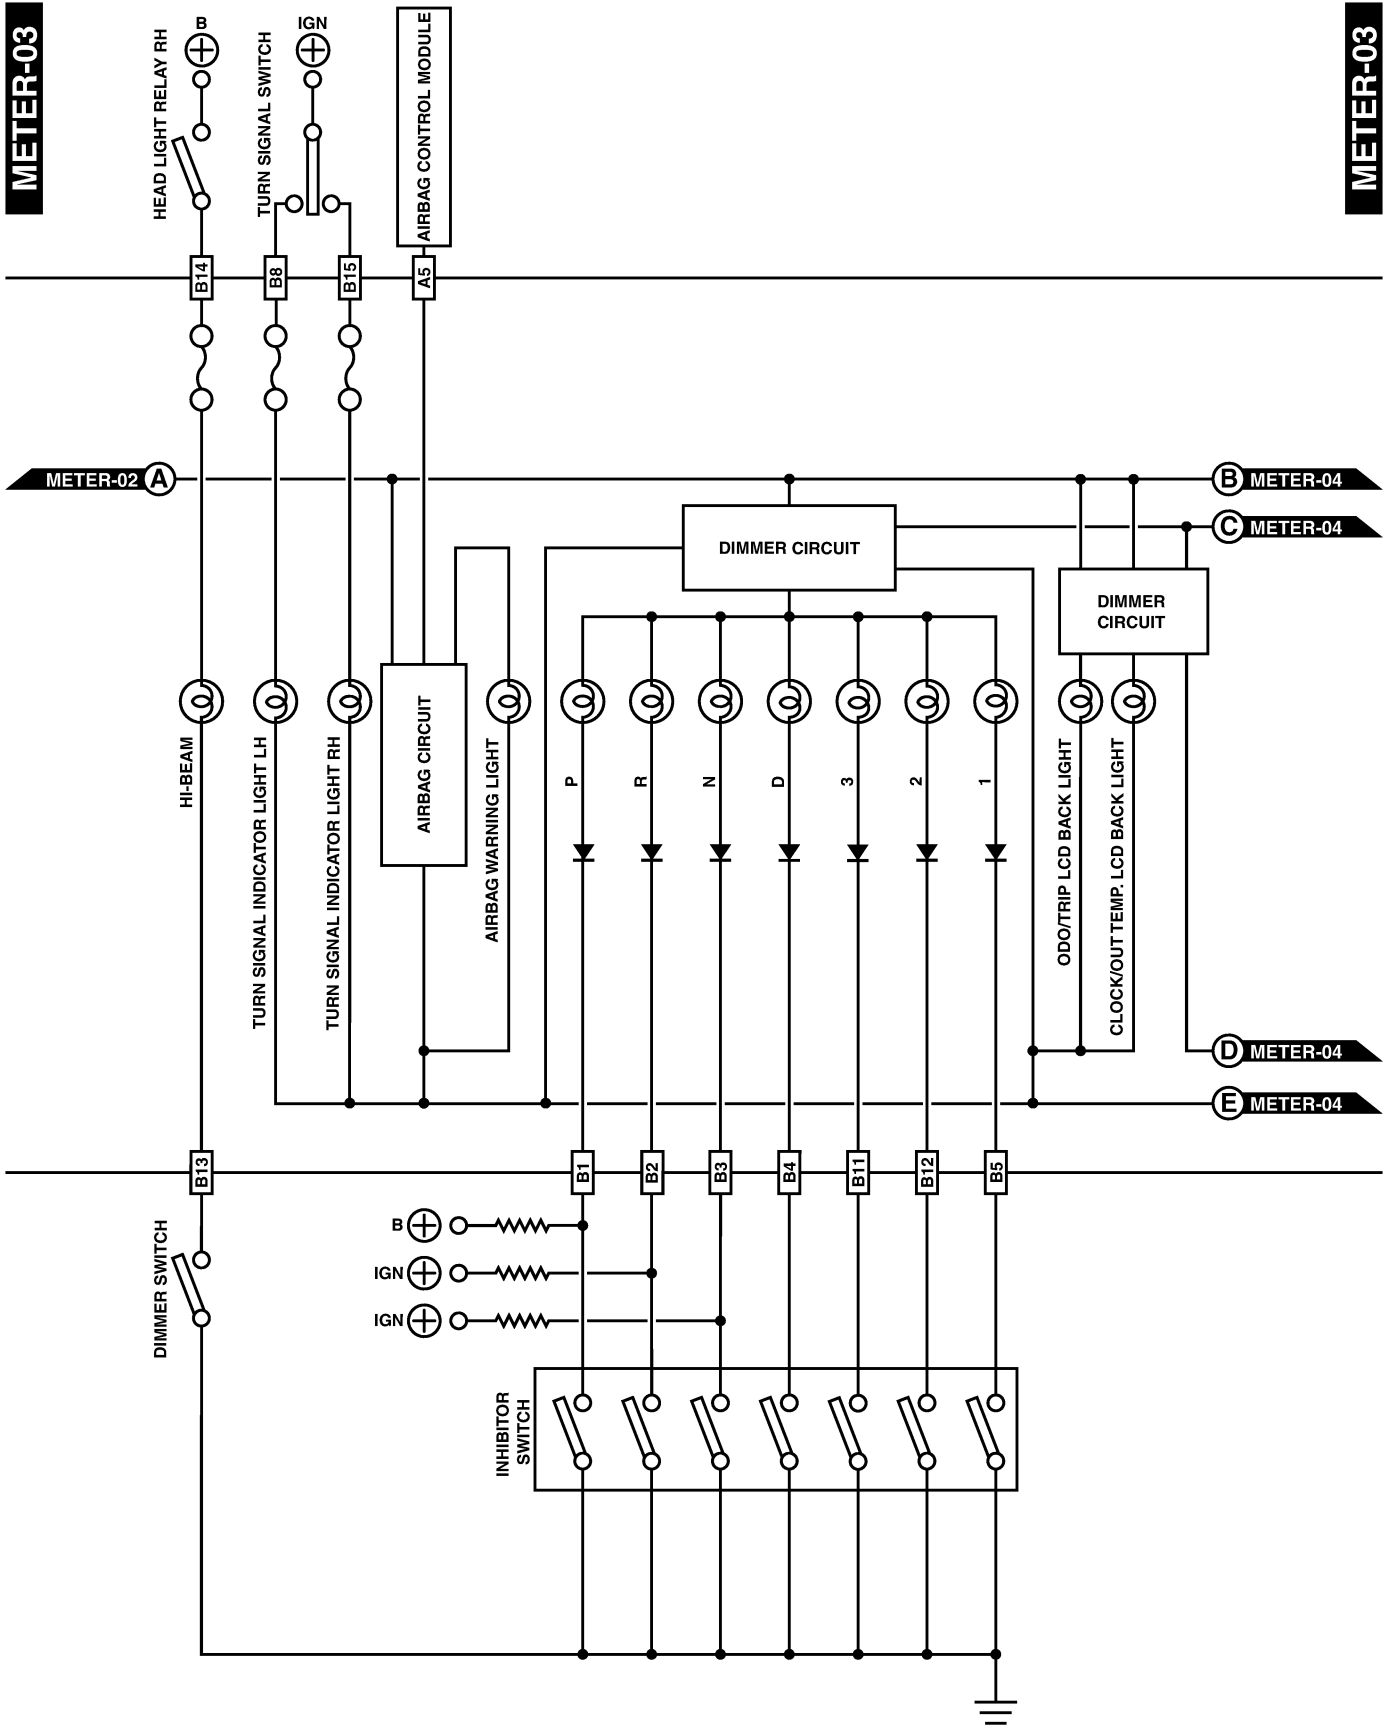 METER-03
METER-03
HEAD LIGHT RELAY RH
B
TURN SIGNAL SWITCH
IGN
AIRBAG CONTROL MODULE
B14
B8
B15
A5
METER-02
A
B
METER-04
C
METER-04
DIMMER CIRCUIT
DIMMER
CIRCUIT
HI-BEAM
TURN SIGNAL INDICATOR LIGHT LH
TURN SIGNAL INDICATOR LIGHT RH
AIRBAG CIRCUIT
AIRBAG WARNING LIGHT
P
R
N
D
3
2
1
ODO/TRIP LCD BACK LIGHT
CLOCK/OUT TEMP. LCD BACK LIGHT
D
METER-04
E
METER-04
B13
B1
B2
B3
B4
B11
B12
B5
DIMMER SWITCH
B
IGN
IGN
INHIBITOR
SWITCH